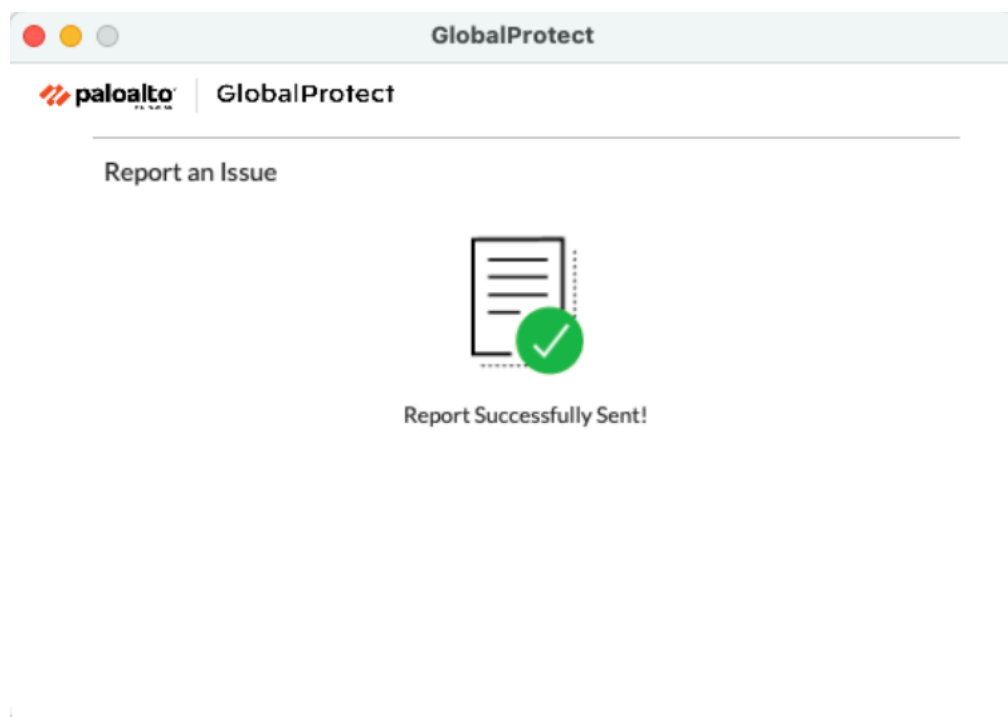 GlobalProtect
paloalto
GlobalProtect
Report an Issue
Report Successfully Sent!